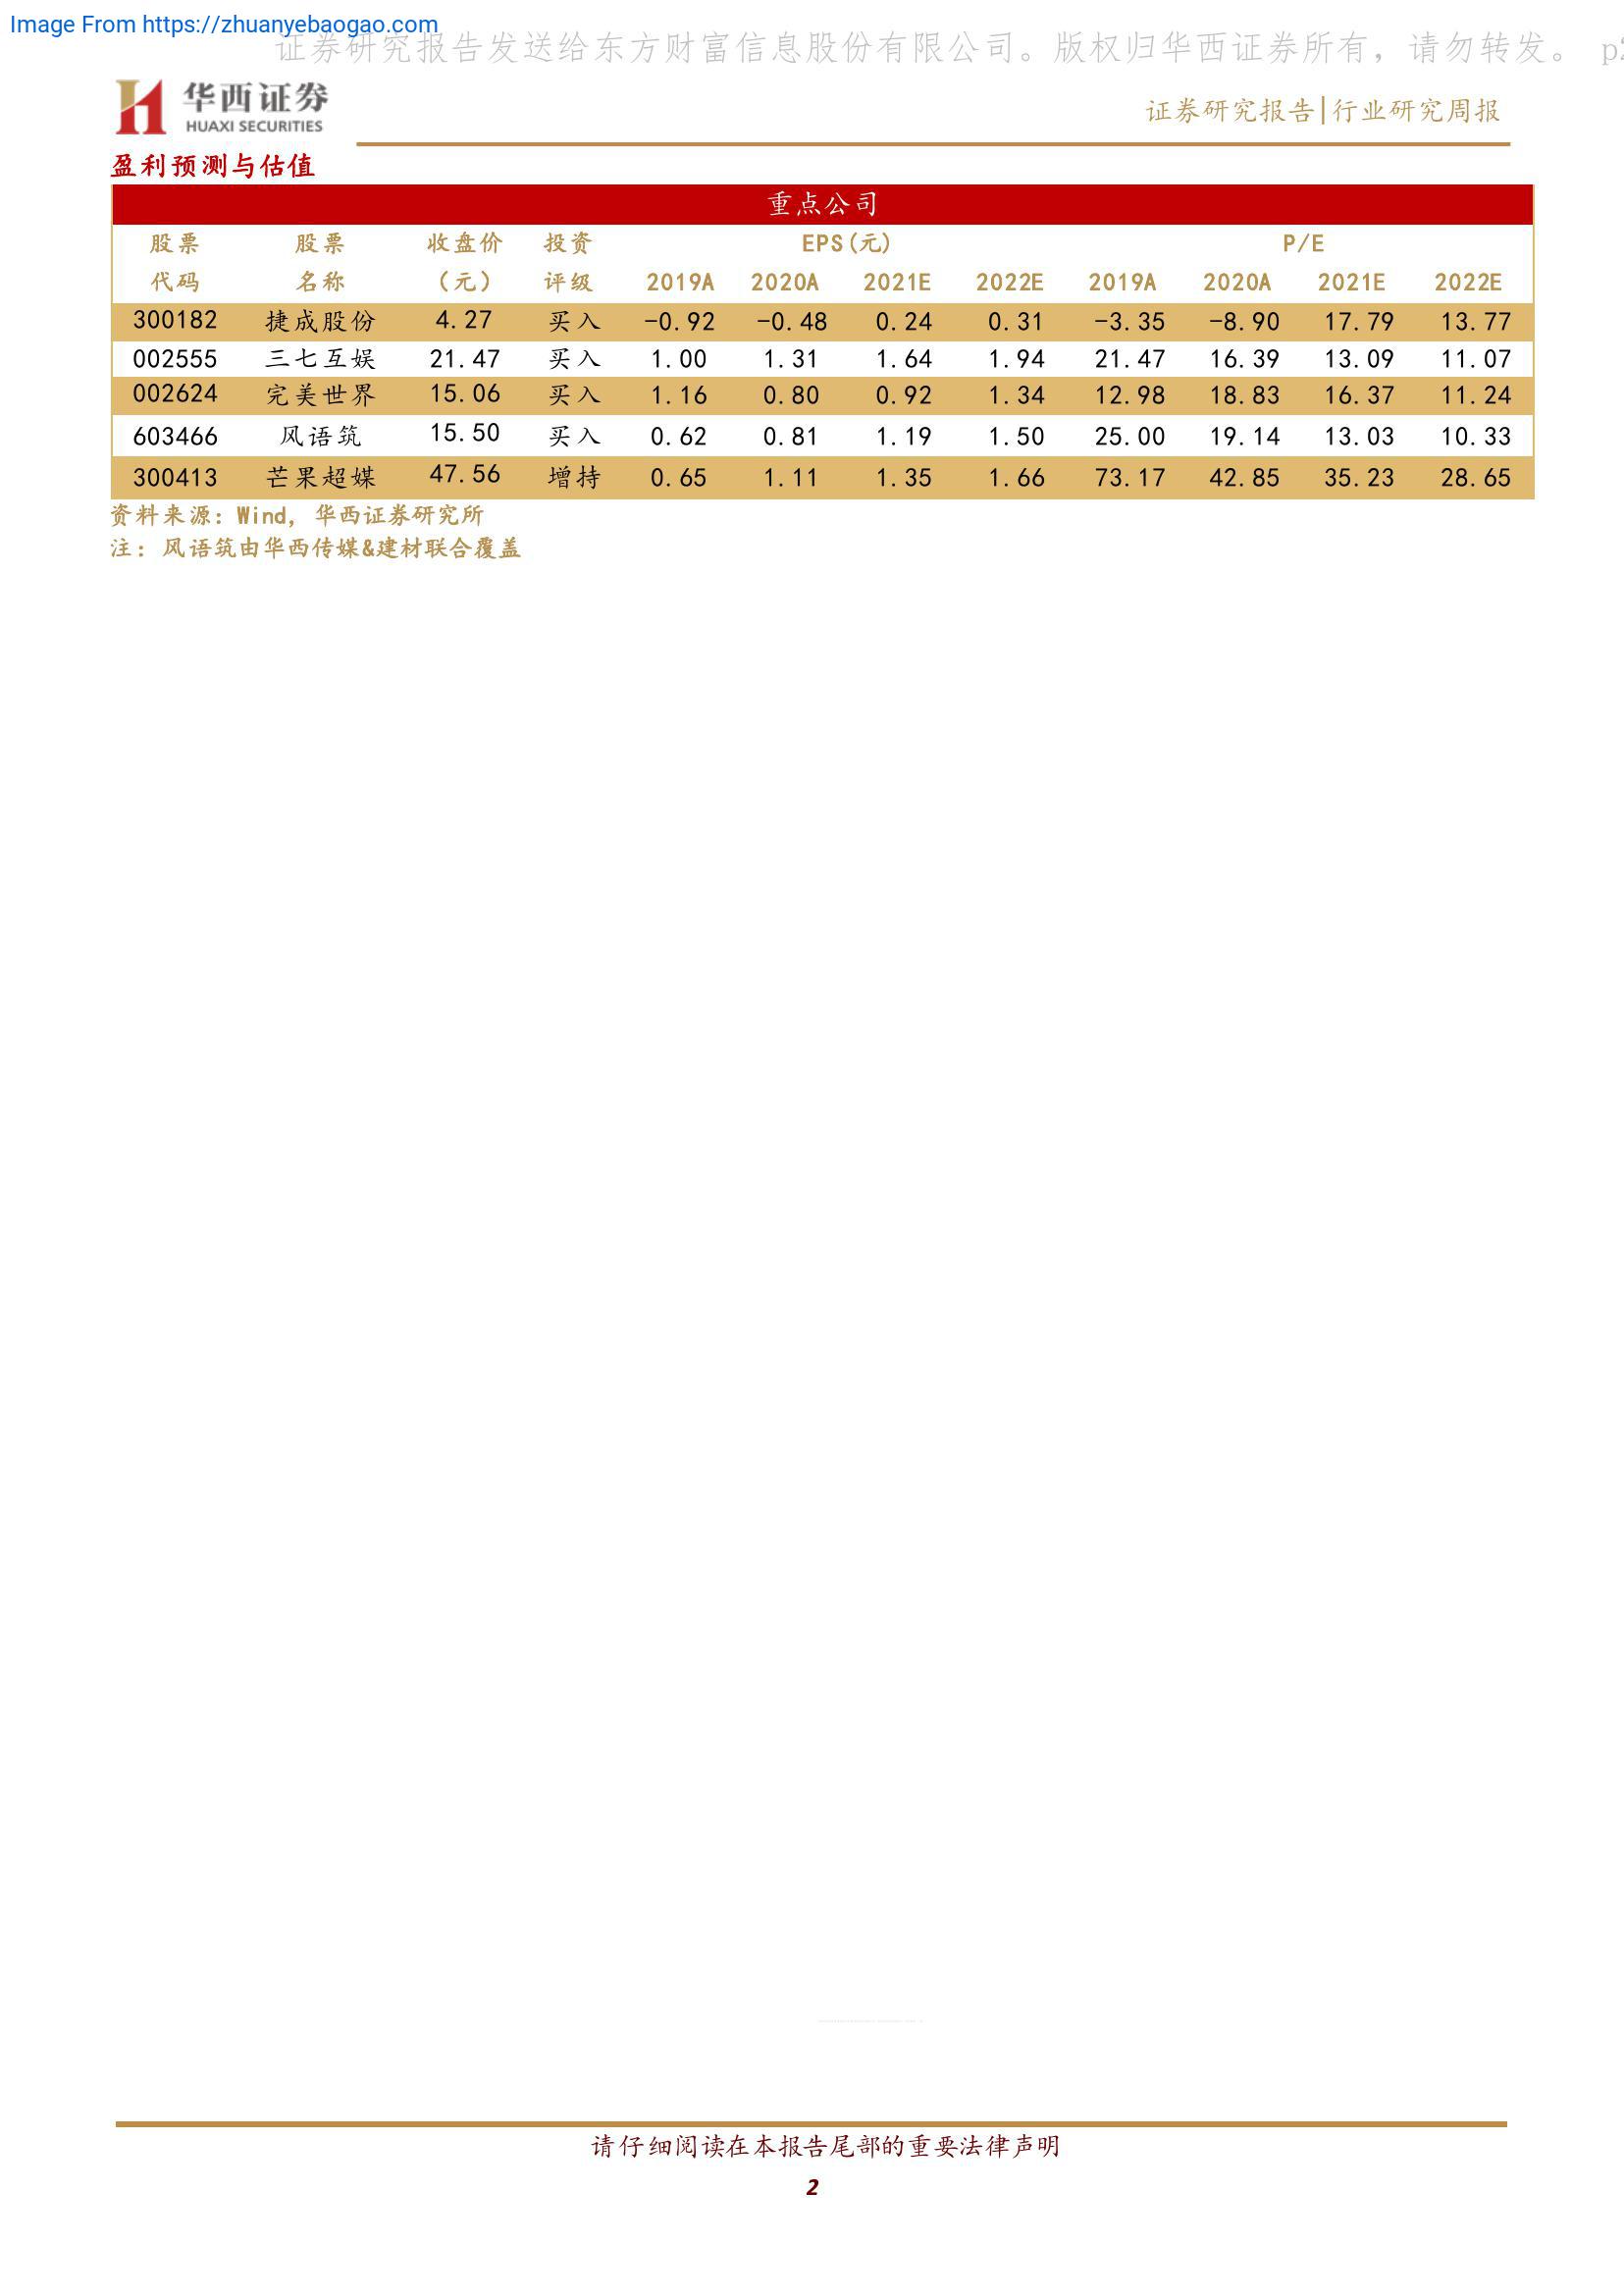 Image From https://zhuanyebaogao.com
证券研究报告发送给东方财富信息股份有限公司。版权归华西证券所有，请勿转发。 p2
华西证券
HUAXI SECURITIES
证券研究报告|行业研究周报
盈利预测与估值
重点公司
股票 股票 收盘价 投资 EPS(元) P/E
代码 名称 （元） 评级 2019A 2020A 2021E 2022E 2019A 2020A 2021E 2022E
300182 捷成股份 4.27 买入 -0.92 -0.48 0.24 0.31 -3.35 -8.90 17.79 13.77
002555 三七互娱 21.47 买入 1.00 1.31 1.64 1.94 21.47 16.39 13.09 11.07
002624 完美世界 15.06 买入 1.16 0.80 0.92 1.34 12.98 18.83 16.37 11.24
603466 风语筑 15.50 买入 0.62 0.81 1.19 1.50 25.00 19.14 13.03 10.33
300413 芒果超媒 47.56 增持 0.65 1.11 1.35 1.66 73.17 42.85 35.23 28.65
资料来源：Wind，华西证券研究所
注：风语筑由华西传媒&建材联合覆盖
请仔细阅读在本报告尾部的重要法律声明
2